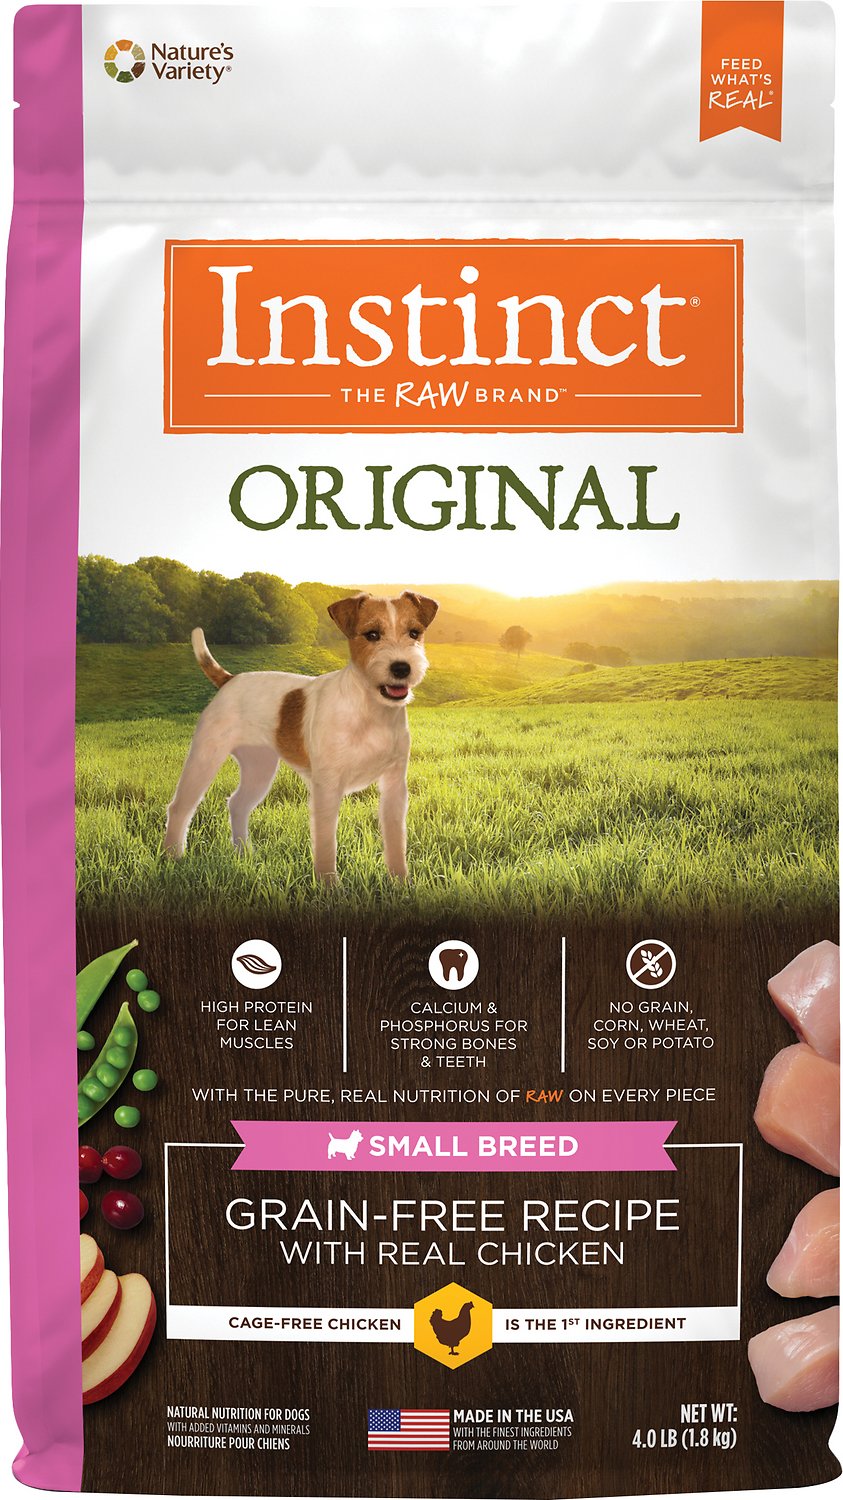 Nature's
Variety®
FEED
WHAT'S
REAL®
Instinct®
THE RAW BRAND™
ORIGINAL
HIGH PROTEIN
FOR LEAN
MUSCLES
CALCIUM &
PHOSPHORUS FOR
STRONG BONES
& TEETH
NO GRAIN,
CORN, WHEAT,
SOY OR POTATO
WITH THE PURE, REAL NUTRITION OF RAW ON EVERY PIECE
SMALL BREED
GRAIN-FREE RECIPE
WITH REAL CHICKEN
CAGE-FREE CHICKEN IS THE 1ST INGREDIENT
NATURAL NUTRITION FOR DOGS
WITH ADDED VITAMINS AND MINERALS
NOURRITURE POUR CHIENS
MADE IN THE USA
WITH THE FINEST INGREDIENTS
FROM AROUND THE WORLD
NET WT:
4.0 LB (1.8 kg)